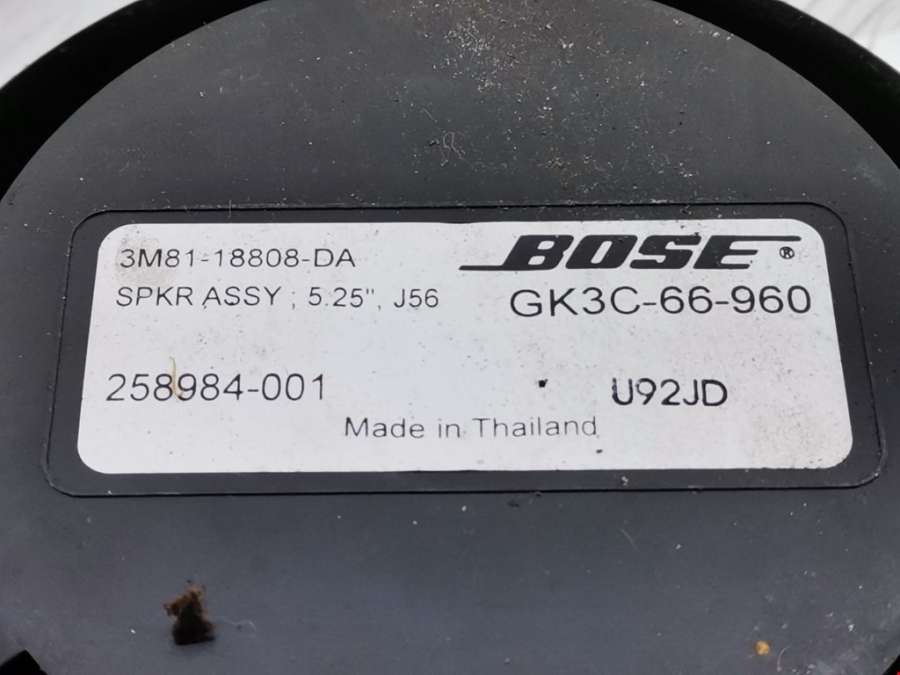 3M81-18808-DA
BOSE®
SPKR ASSY ; 5.25", J56
GK3C-66-960
258984-001
U92JD
Made in Thailand